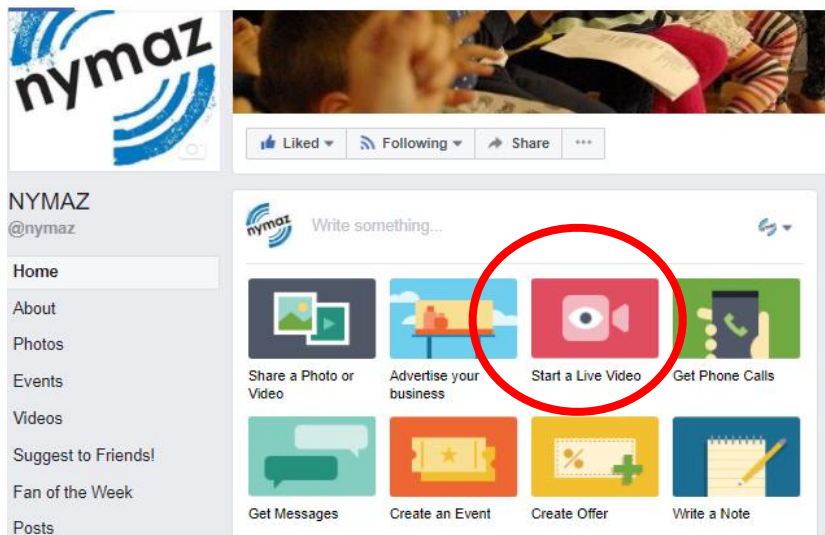 nymaz
Liked Following Share
NYMAZ
@nymaz
Home
About
Photos
Events
Videos
Suggest to Friends!
Fan of the Week
Posts
nymaz
Write something...
Share a Photo or
Video
Advertise your
business
Start a Live Video
Get Phone Calls
Get Messages
Create an Event
Create Offer
%
Write a Note